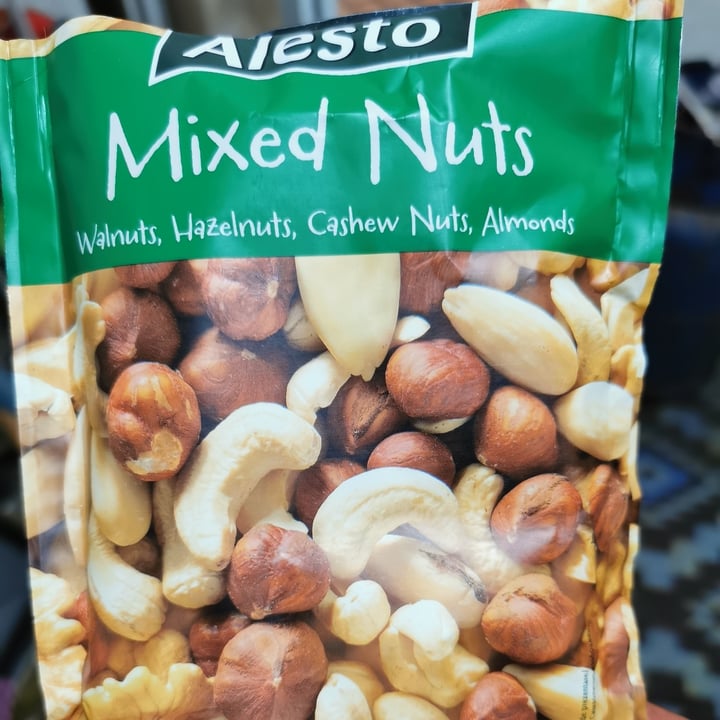 Alesto
Mixed Nuts
Walnuts, Hazelnuts, Cashew Nuts, Almonds